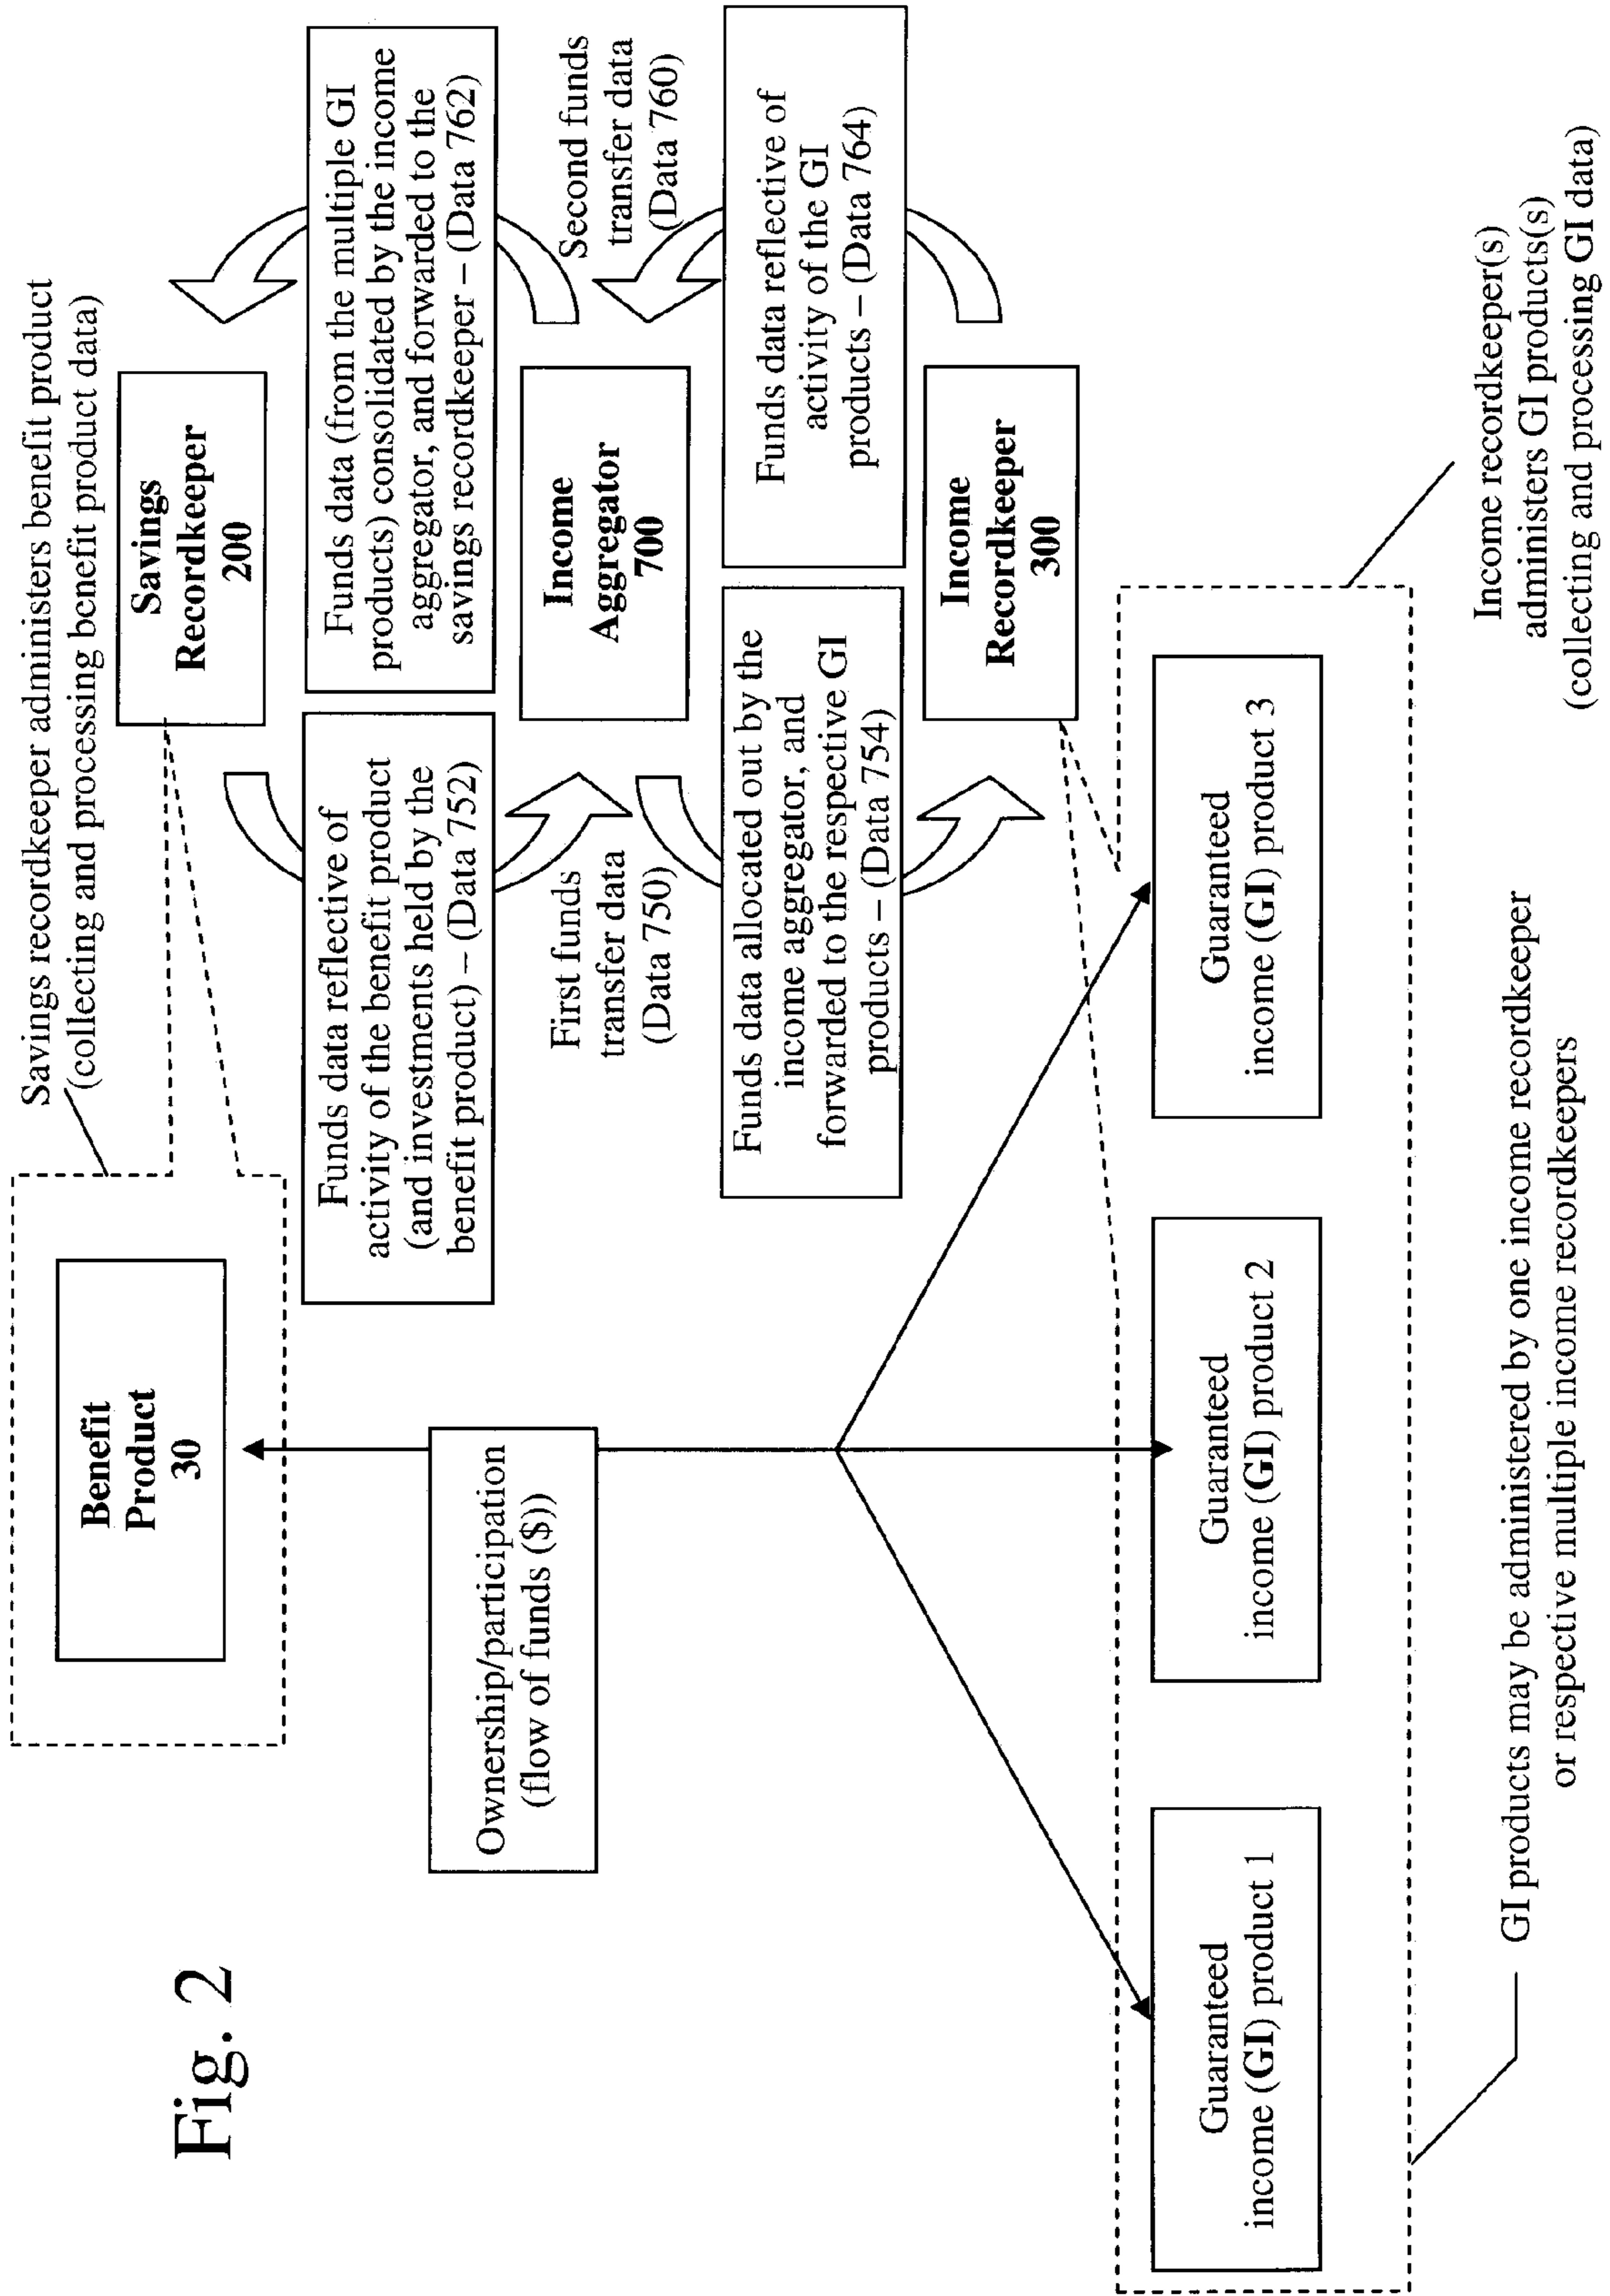 Fig. 2
Savings recordkeeper administers benefit product
(collecting and processing benefit product data)
Benefit
Product
30
Savings
Recordkeeper
200
Funds data reflective of
activity of the benefit product
(and investments held by the
benefit product) – (Data 752)
Funds data (from the multiple GI
products) consolidated by the income
aggregator, and forwarded to the
savings recordkeeper – (Data 762)
Ownership/participation
(flow of funds ($))
First funds
transfer data
(Data 750)
Income
Aggregator
700
Second funds
transfer data
(Data 760)
Funds data allocated out by the
income aggregator, and
forwarded to the respective GI
products – (Data 754)
Funds data reflective of
activity of the GI
products – (Data 764)
Income
Recordkeeper
300
Guaranteed
income (GI) product 1
Guaranteed
income (GI) product 2
Guaranteed
income (GI) product 3
Income recordkeeper(s)
administers GI products(s)
(collecting and processing GI data)
GI products may be administered by one income recordkeeper
or respective multiple income recordkeepers